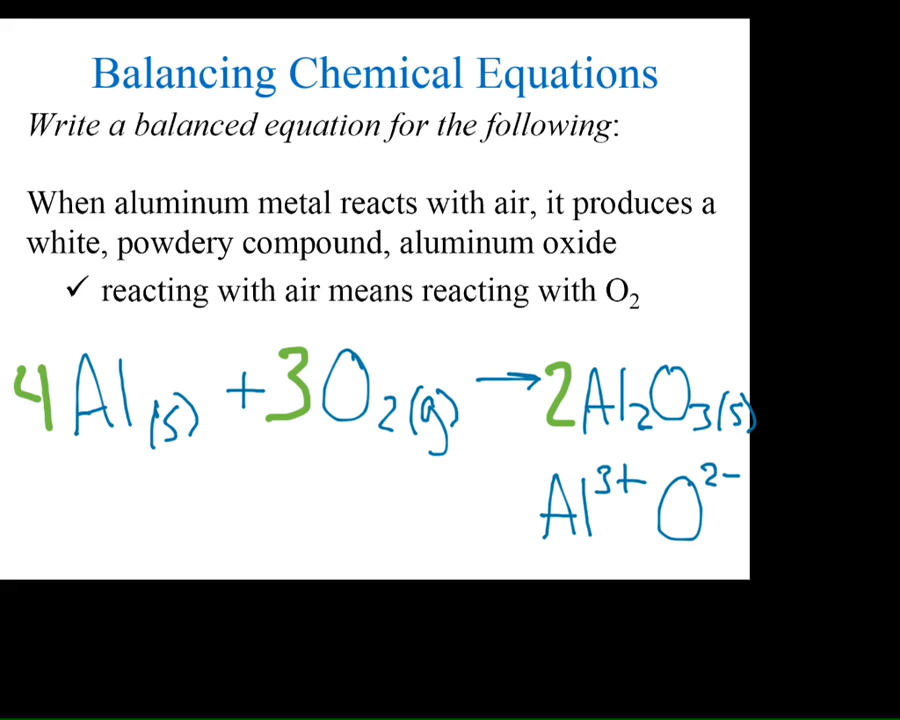 Balancing Chemical Equations
Write a balanced equation for the following:
When aluminum metal reacts with air, it produces a
white, powdery compound, aluminum oxide
✓ reacting with air means reacting with O₂
4Al(s) + 3O₂(g) → 2Al₂O₃(s)
Al³⁺ O²⁻